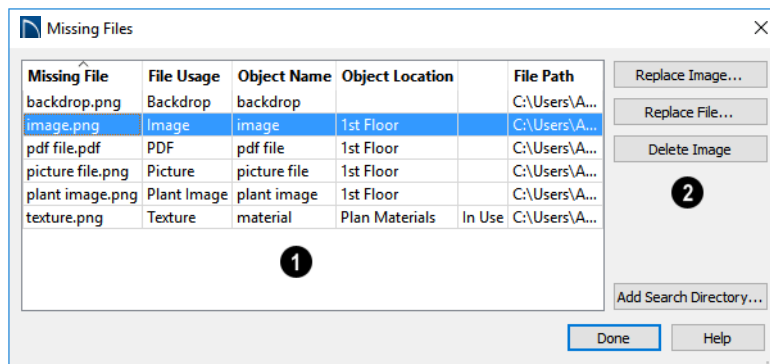 Missing Files
Missing File File Usage Object Name Object Location File Path
backdrop.png Backdrop backdrop C:\Users\A...
image.png Image image 1st Floor C:\Users\A...
pdf file.pdf PDF pdf file 1st Floor C:\Users\A...
picture file.png Picture picture file 1st Floor C:\Users\A...
plant image.png Plant Image plant image 1st Floor C:\Users\A...
texture.png Texture material Plan Materials In Use C:\Users\A...
1
Replace Image...
Replace File...
Delete Image
2
Add Search Directory...
Done Help